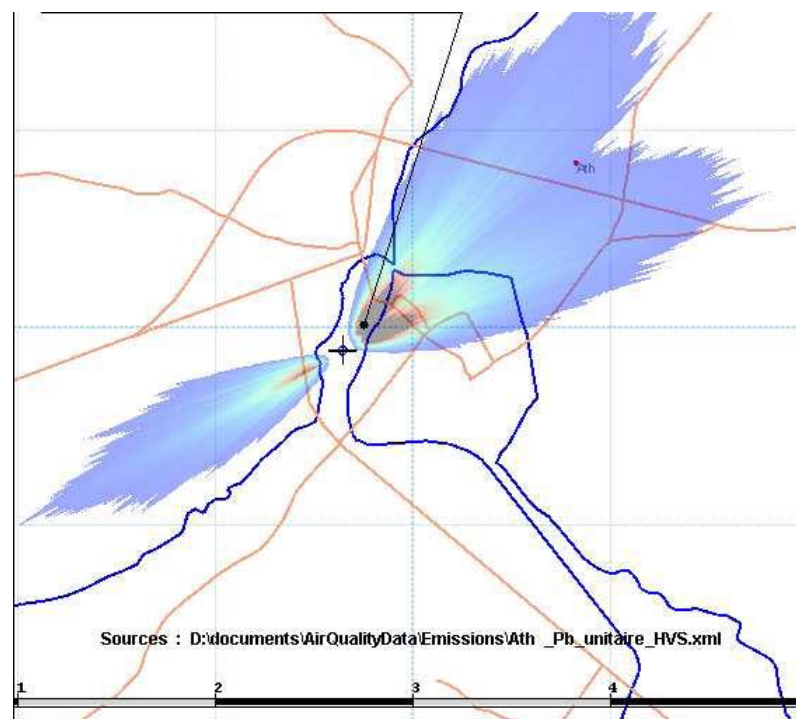 Ath
Sources : D:\documents\AirQualityData\Emissions\Ath _Pb_unitaire_HVS.xml
1 2 3 4